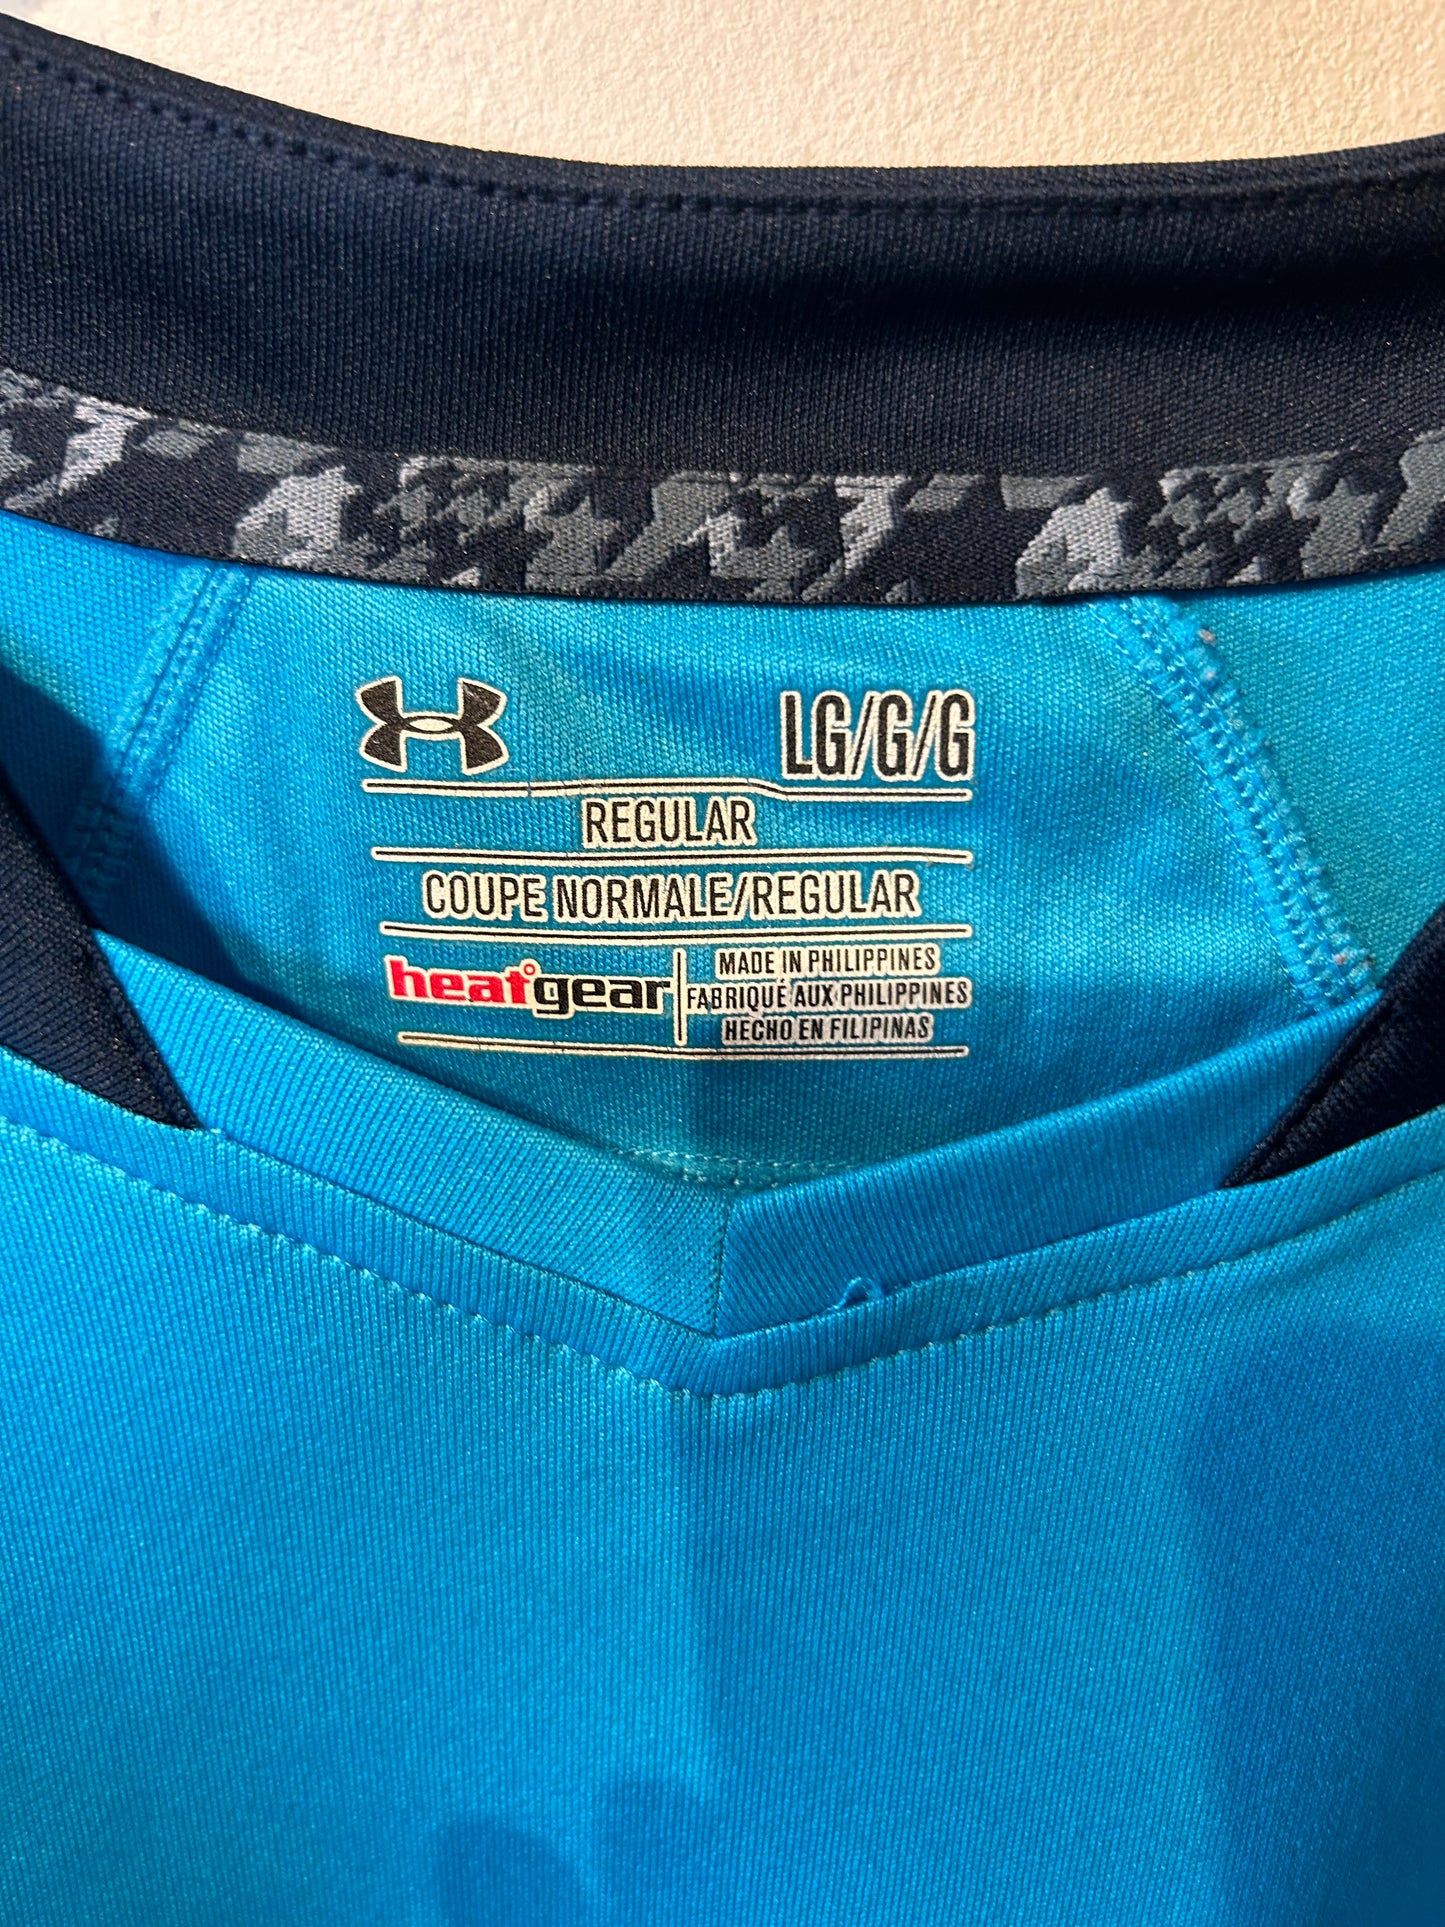 LG/G/G
REGULAR
COUPE NORMALE/REGULAR
heatgear
MADE IN PHILIPPINES
FABRIQUÉ AUX PHILIPPINES
HECHO EN FILIPINAS